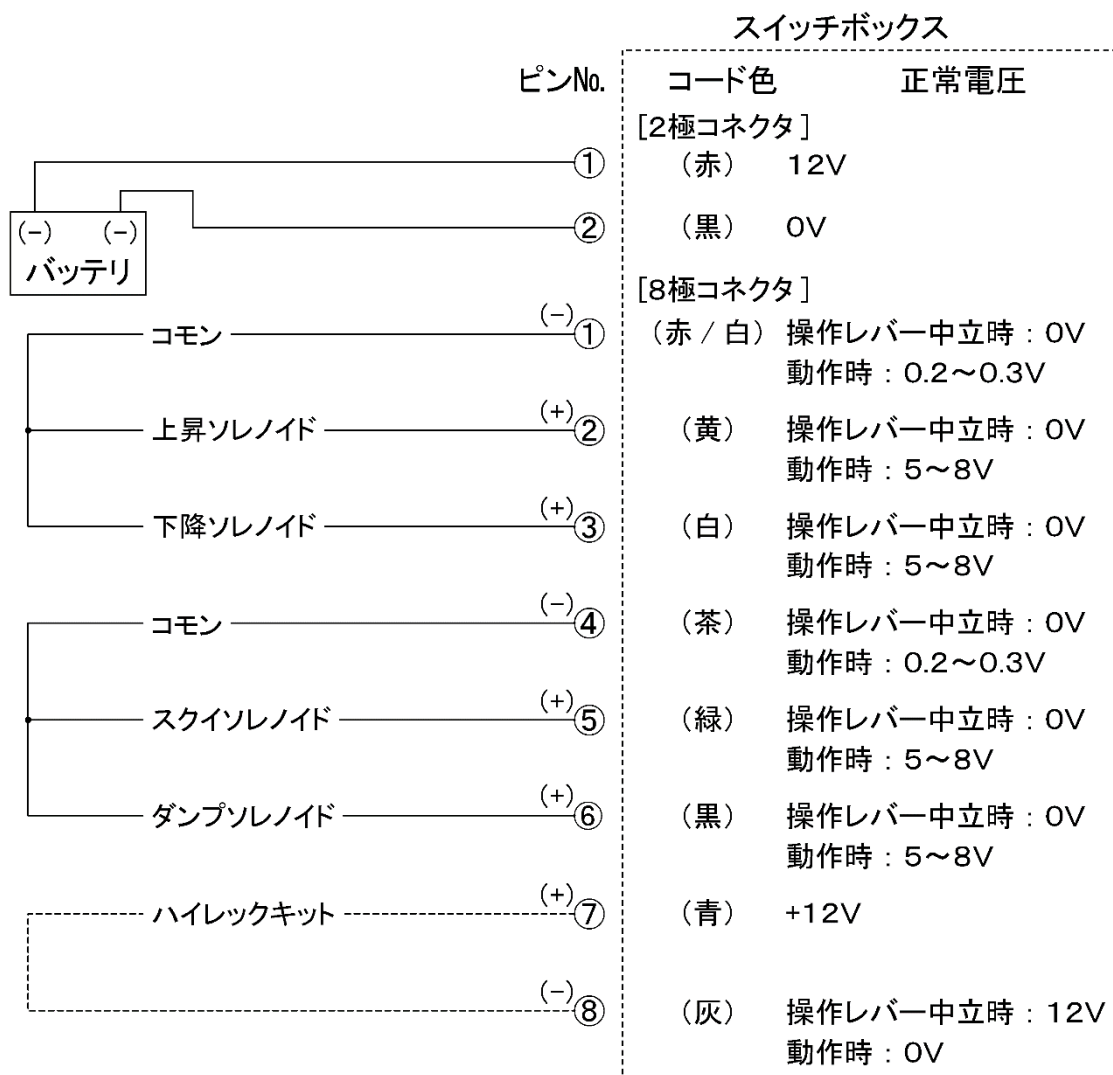 スイッチボックス
ピンNo. コード色 正常電圧
[2極コネクタ]
① (赤) 12V
(-) (-) ② (黒) 0V
バッテリ
[8極コネクタ]
コモン (-) ① (赤/白) 操作レバー中立時:0V
動作時:0.2~0.3V
上昇ソレノイド (+) ② (黄) 操作レバー中立時:0V
動作時:5~8V
下降ソレノイド (+) ③ (白) 操作レバー中立時:0V
動作時:5~8V
コモン (-) ④ (茶) 操作レバー中立時:0V
動作時:0.2~0.3V
スクイソレノイド (+) ⑤ (緑) 操作レバー中立時:0V
動作時:5~8V
ダンプソレノイド (+) ⑥ (黒) 操作レバー中立時:0V
動作時:5~8V
ハイレックキット (+) ⑦ (青) +12V
(-) ⑧ (灰) 操作レバー中立時:12V
動作時:0V